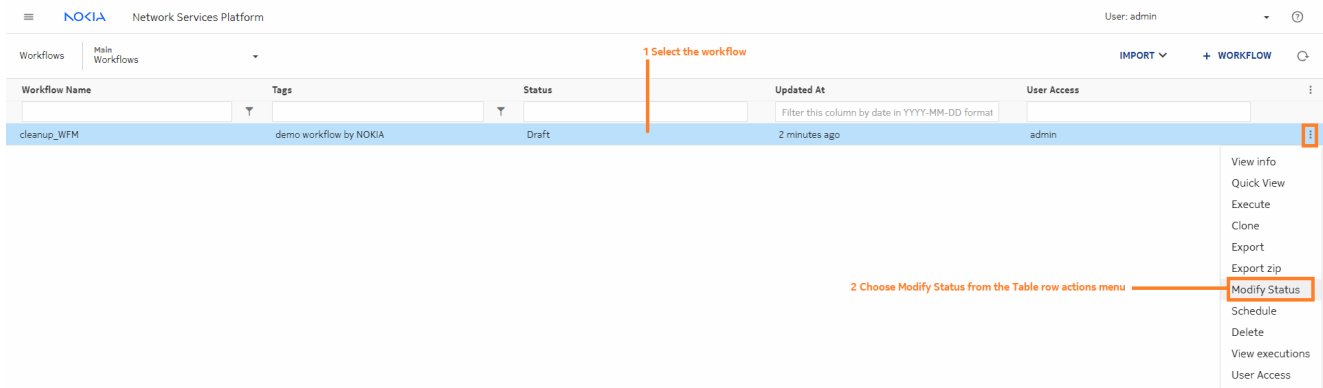 NOKIA Network Services Platform User: admin
Workflows Main Workflows 1 Select the workflow IMPORT + WORKFLOW
Workflow Name Tags Status Updated At User Access
Filter this column by date in YYYY-MM-DD format
cleanup_WFM demo workflow by NOKIA Draft 2 minutes ago admin
View info
Quick View
Execute
Clone
Export
Export zip
2 Choose Modify Status from the Table row actions menu Modify Status
Schedule
Delete
View executions
User Access